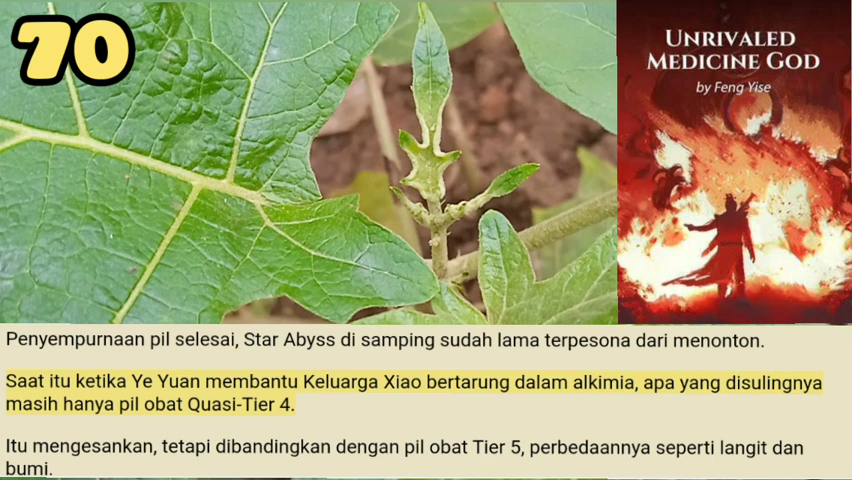 70
UNRIVALED
MEDICINE GOD
by Feng Yise
Penyempurnaan pil selesai, Star Abyss di samping sudah lama terpesona dari menonton.
Saat itu ketika Ye Yuan membantu Keluarga Xiao bertarung dalam alkimia, apa yang disulingnya
masih hanya pil obat Quasi-Tier 4.
Itu mengesankan, tetapi dibandingkan dengan pil obat Tier 5, perbedaannya seperti langit dan
bumi.